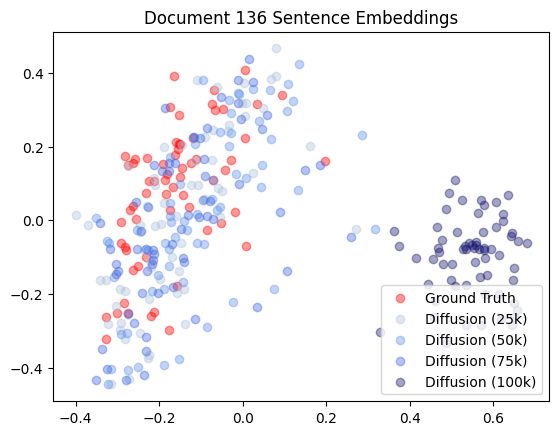 Document 136 Sentence Embeddings
0.4
0.2
0.0
−0.2
−0.4
−0.4
−0.2
0.0
0.2
0.4
0.6
Ground Truth
Diffusion (25k)
Diffusion (50k)
Diffusion (75k)
Diffusion (100k)